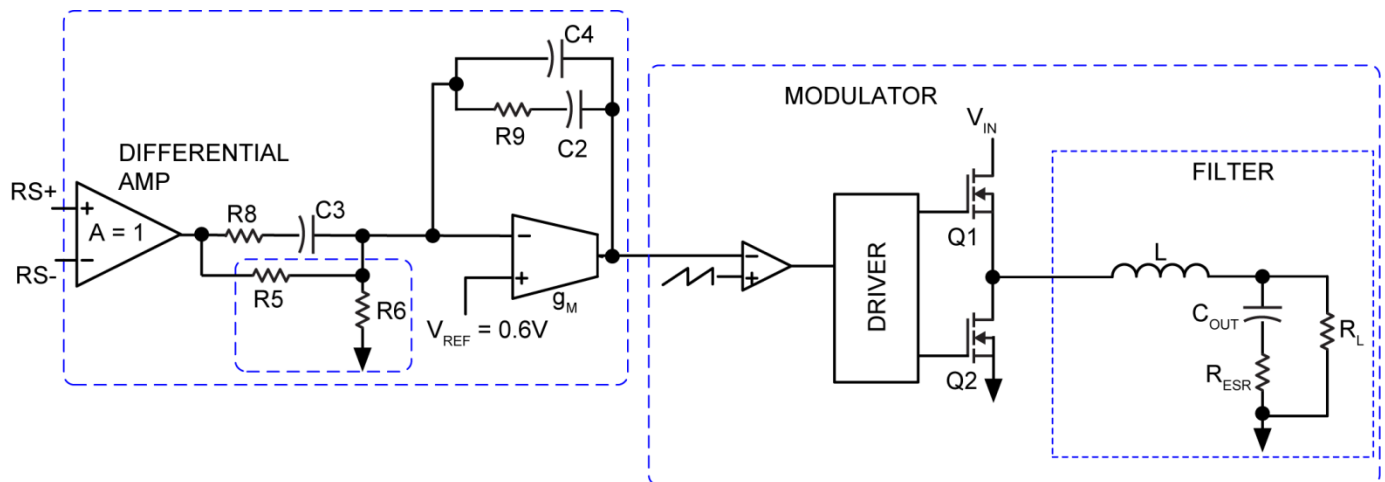 C4
R9
C2
DIFFERENTIAL
AMP
RS+
RS-
+
A = 1
−
R8
C3
R5
R6
−
+
g_M
V_REF = 0.6V
MODULATOR
−
+
DRIVER
V_IN
Q1
Q2
FILTER
L
C_OUT
R_ESR
R_L